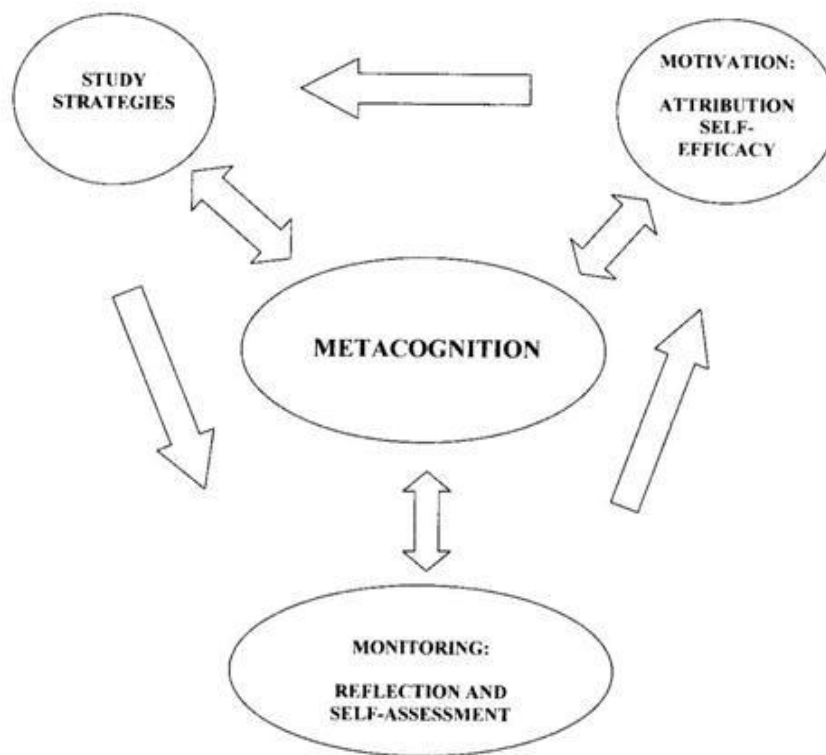 STUDY
STRATEGIES
MOTIVATION:
ATTRIBUTION
SELF-
EFFICACY
METACOGNITION
MONITORING:
REFLECTION AND
SELF-ASSESSMENT